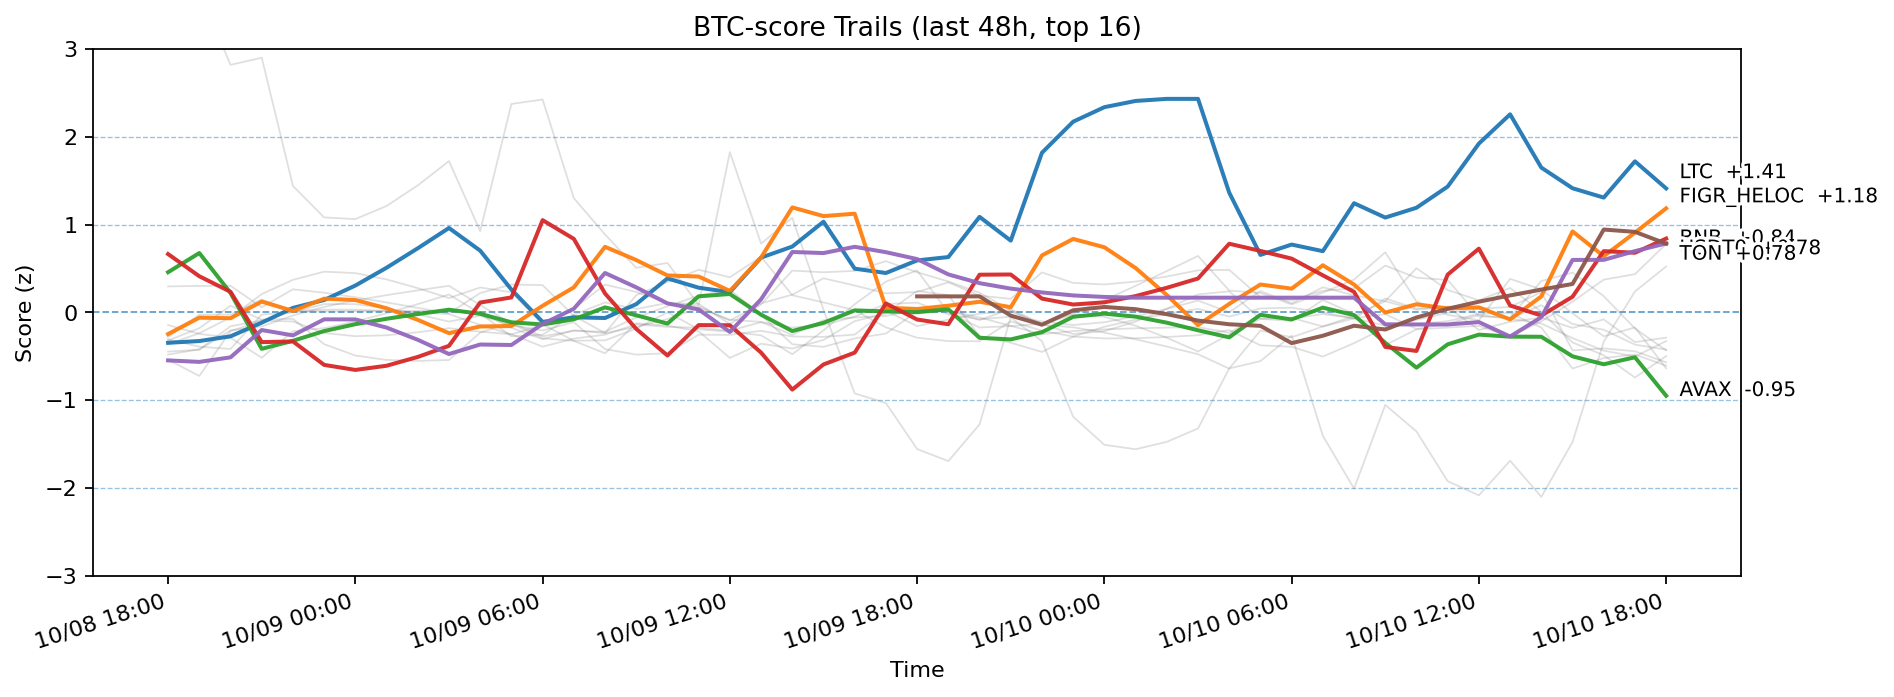 BTC-score Trails (last 48h, top 16)
3
2
1
0
−1
−2
−3
Score (z)
LTC +1.41
FIGR_HELOC +1.18
BNB +0.84
TON +0.78
AVAX -0.95
10/08 18:00
10/09 00:00
10/09 06:00
10/09 12:00
10/09 18:00
10/10 00:00
10/10 06:00
10/10 12:00
10/10 18:00
Time